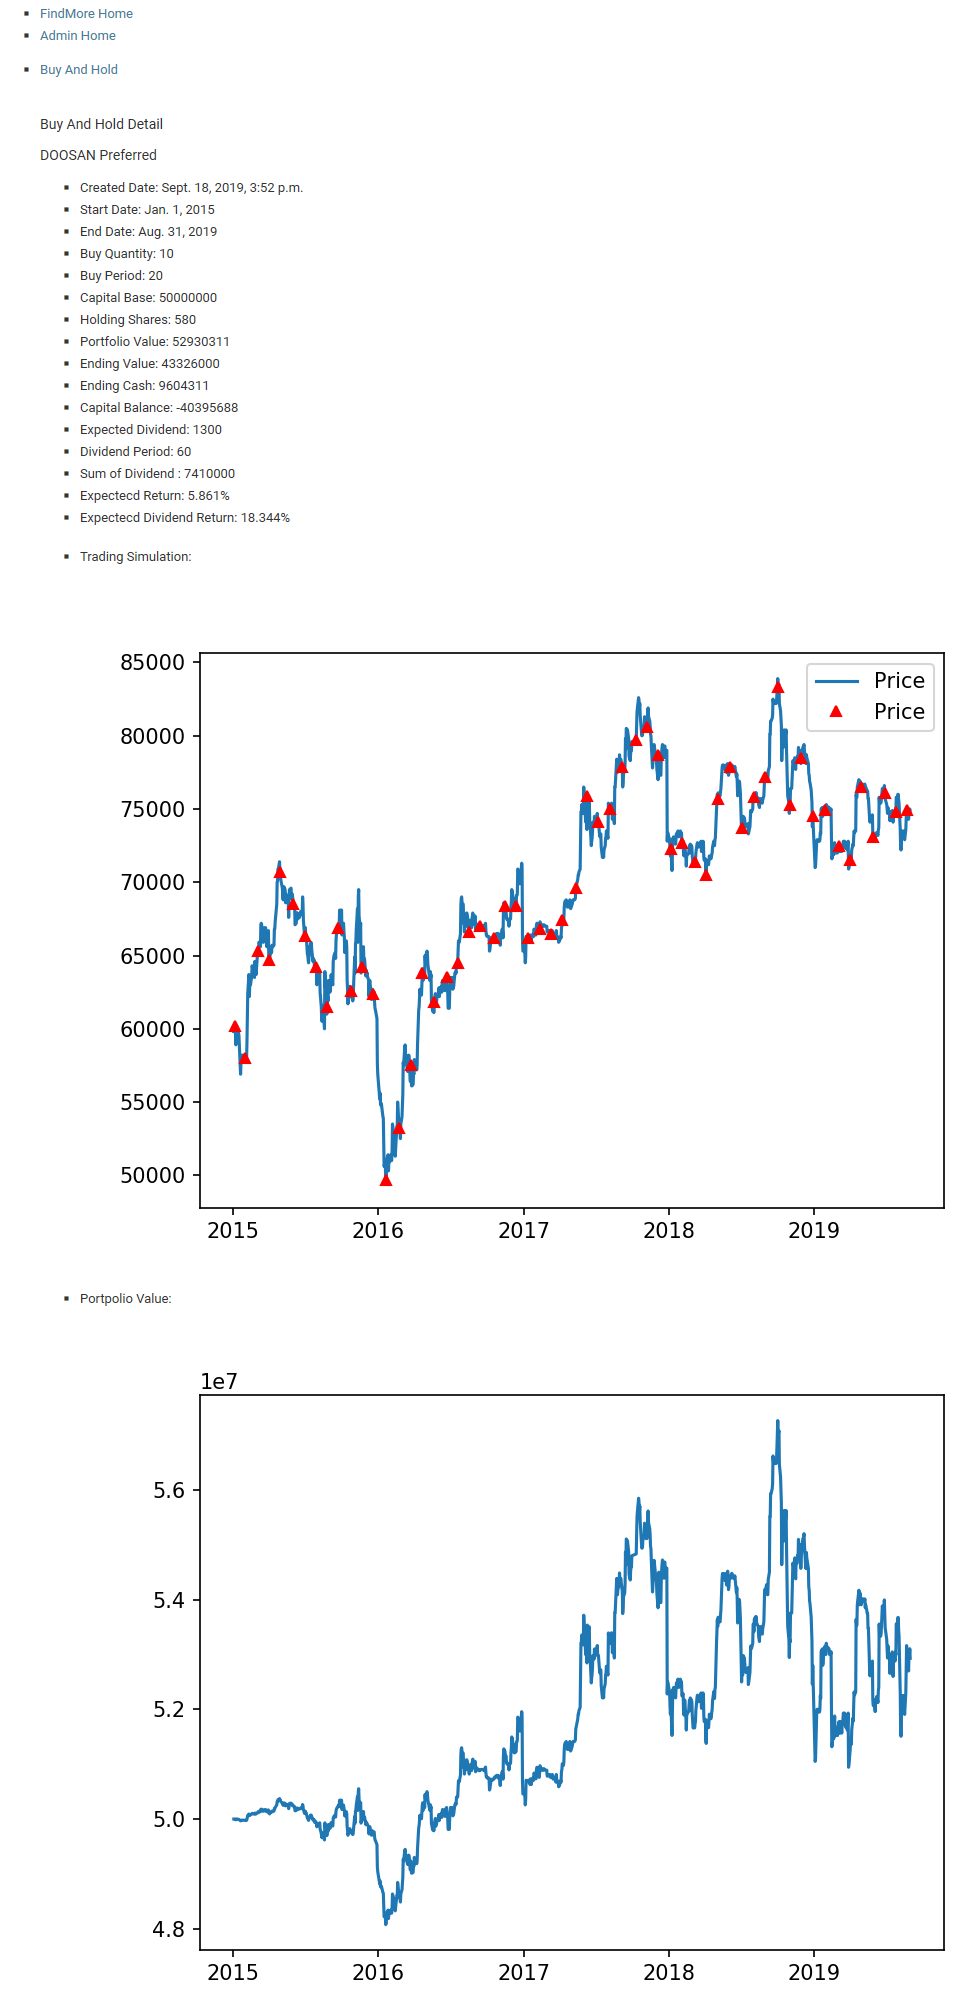 FindMore Home
Admin Home
Buy And Hold
Buy And Hold Detail
DOOSAN Preferred
Created Date: Sept. 18, 2019, 3:52 p.m.
Start Date: Jan. 1, 2015
End Date: Aug. 31, 2019
Buy Quantity: 10
Buy Period: 20
Capital Base: 50000000
Holding Shares: 580
Portfolio Value: 52930311
Ending Value: 43326000
Ending Cash: 9604311
Capital Balance: -40395688
Expected Dividend: 1300
Dividend Period: 60
Sum of Dividend : 7410000
Expectecd Return: 5.861%
Expectecd Dividend Return: 18.344%
Trading Simulation:
85000
80000
75000
70000
65000
60000
55000
50000
Price
Price
2015 2016 2017 2018 2019
Portpolio Value:
1e7
5.6
5.4
5.2
5.0
4.8
2015 2016 2017 2018 2019